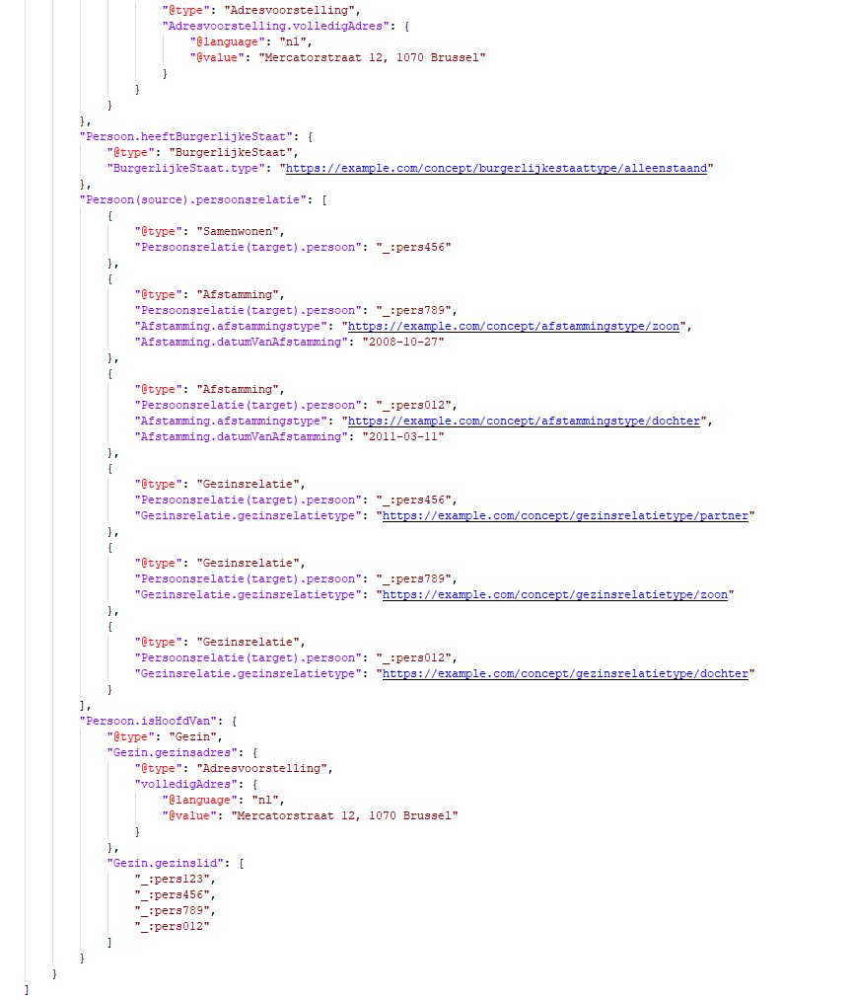 "@type": "Adresvoorstelling",
"Adresvoorstelling.volledigAdres": {
"@language": "nl",
"@value": "Mercatorstraat 12, 1070 Brussel"
}
}
}
},
"Persoon.heeftBurgerlijkeStaat": {
"@type": "BurgerlijkeStaat",
"BurgerlijkeStaat.type": "https://example.com/concept/burgerlijkestaattype/alleenstaand"
},
"Persoon(source).persoonsrelatie": [
{
"@type": "Samenwonen",
"Persoonsrelatie(target).persoon": "_:pers456"
},
{
"@type": "Afstamming",
"Persoonsrelatie(target).persoon": "_:pers789",
"Afstamming.afstammingstype": "https://example.com/concept/afstammingstype/zoon",
"Afstamming.datumVanAfstamming": "2008-10-27"
},
{
"@type": "Afstamming",
"Persoonsrelatie(target).persoon": "_:pers012",
"Afstamming.afstammingstype": "https://example.com/concept/afstammingstype/dochter",
"Afstamming.datumVanAfstamming": "2011-03-11"
},
{
"@type": "Gezinsrelatie",
"Persoonsrelatie(target).persoon": "_:pers456",
"Gezinsrelatie.gezinsrelatietype": "https://example.com/concept/gezinsrelatietype/partner"
},
{
"@type": "Gezinsrelatie",
"Persoonsrelatie(target).persoon": "_:pers789",
"Gezinsrelatie.gezinsrelatietype": "https://example.com/concept/gezinsrelatietype/zoon"
},
{
"@type": "Gezinsrelatie",
"Persoonsrelatie(target).persoon": "_:pers012",
"Gezinsrelatie.gezinsrelatietype": "https://example.com/concept/gezinsrelatietype/dochter"
}
],
"Persoon.isHoofdVan": {
"@type": "Gezin",
"Gezin.gezinsadres": {
"@type": "Adresvoorstelling",
"volledigAdres": {
"@language": "nl",
"@value": "Mercatorstraat 12, 1070 Brussel"
}
},
"Gezin.gezinslid": [
"_:pers123",
"_:pers456",
"_:pers789",
"_:pers012"
]
}
}
]